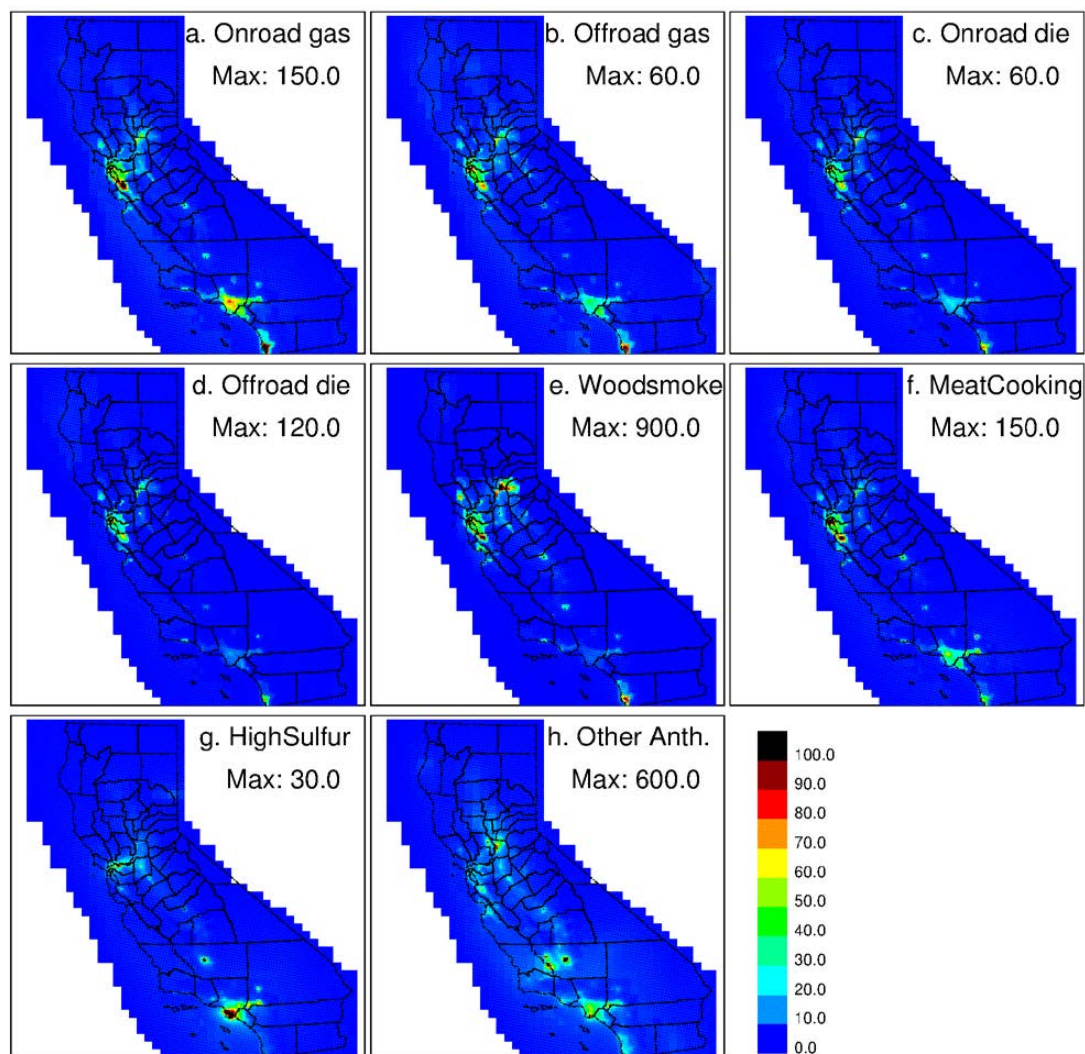 a. Onroad gas
Max: 150.0
b. Offroad gas
Max: 60.0
c. Onroad die
Max: 60.0
d. Offroad die
Max: 120.0
e. Woodsmoke
Max: 900.0
f. MeatCooking
Max: 150.0
g. HighSulfur
Max: 30.0
h. Other Anth.
Max: 600.0
100.0
90.0
80.0
70.0
60.0
50.0
40.0
30.0
20.0
10.0
0.0